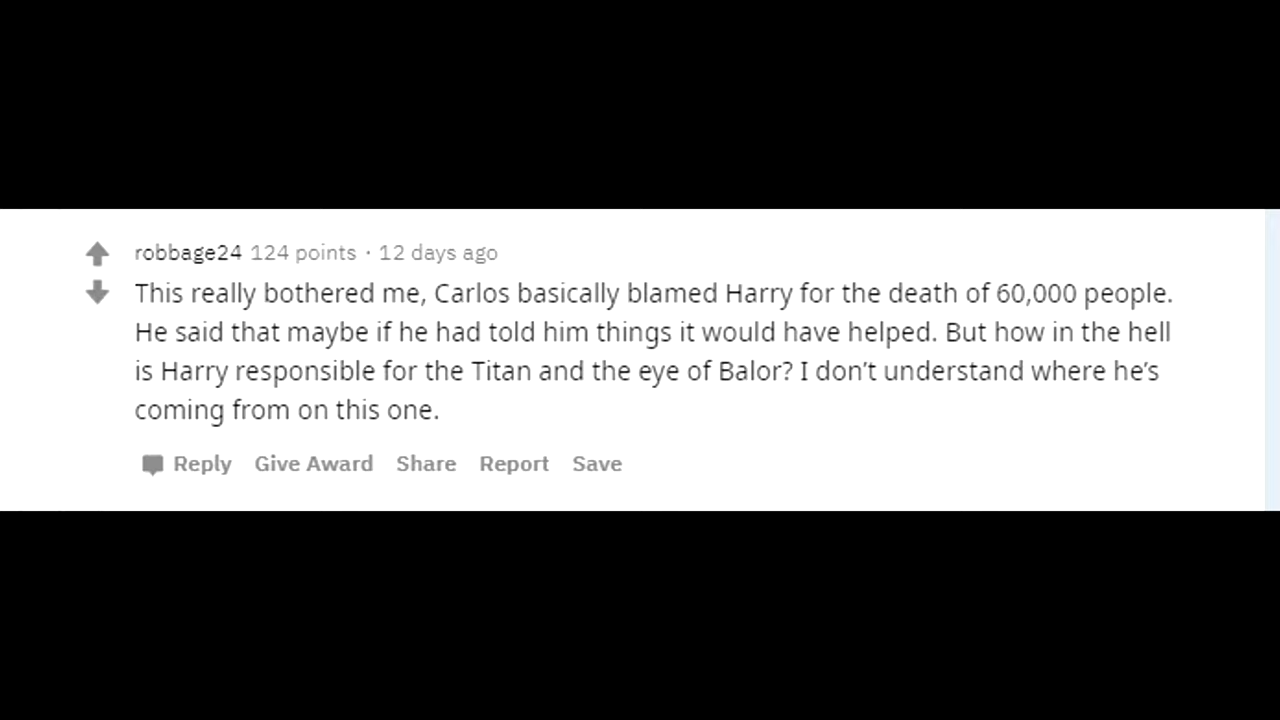 robbage24 124 points · 12 days ago
This really bothered me, Carlos basically blamed Harry for the death of 60,000 people.
He said that maybe if he had told him things it would have helped. But how in the hell
is Harry responsible for the Titan and the eye of Balor? I don’t understand where he’s
coming from on this one.
Reply Give Award Share Report Save